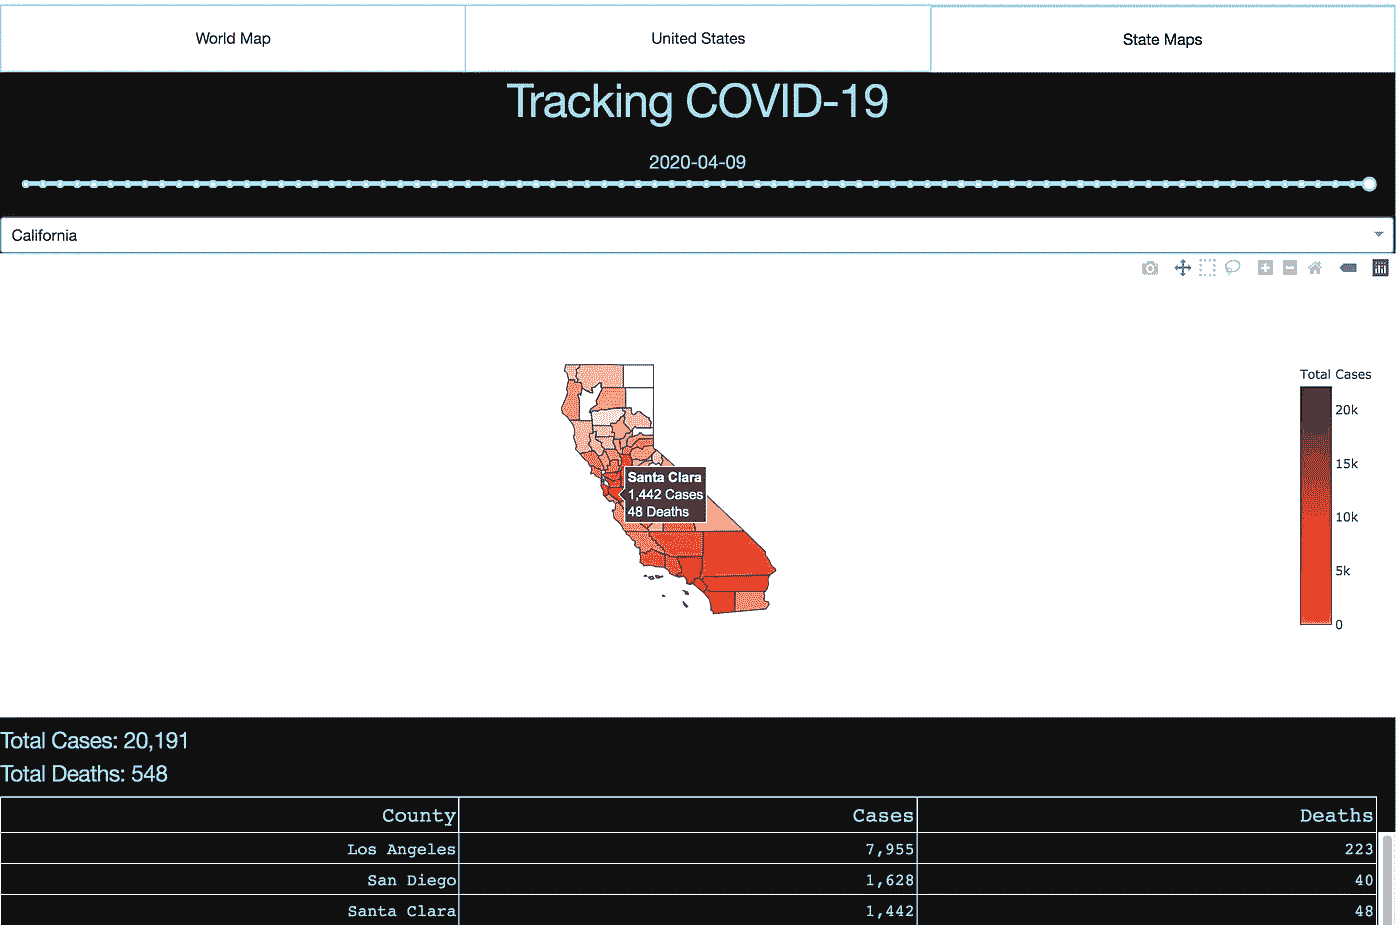 World Map
United States
State Maps
Tracking COVID-19
2020-04-09
California
Total Cases
20k
15k
10k
5k
0
Santa Clara
1,442 Cases
48 Deaths
Total Cases: 20,191
Total Deaths: 548
County Cases Deaths
Los Angeles 7,955 223
San Diego 1,628 40
Santa Clara 1,442 48